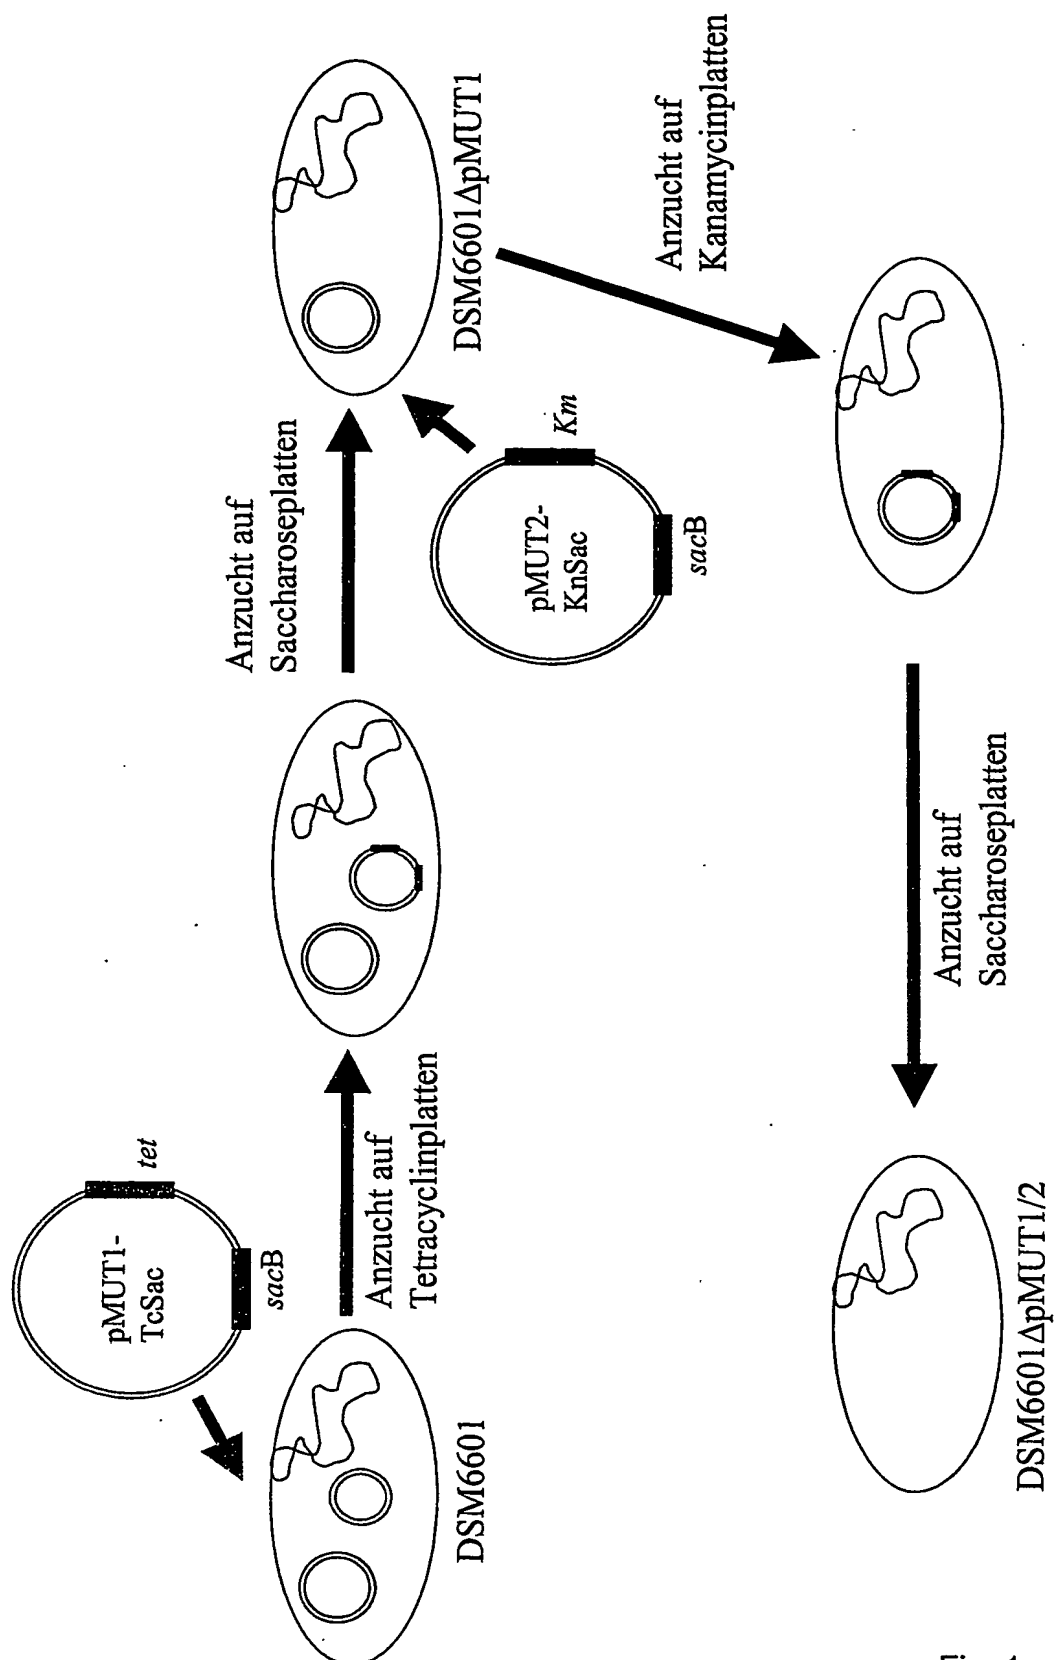 pMUT1-
TcSac
tet
sacB
DSM6601
Anzucht auf
Tetracyclinplatten
Anzucht auf
Saccharoseplatten
DSM6601ΔpMUT1
pMUT2-
KnSac
Km
sacB
Anzucht auf
Kanamycinplatten
Anzucht auf
Saccharoseplatten
DSM6601ΔpMUT1/2